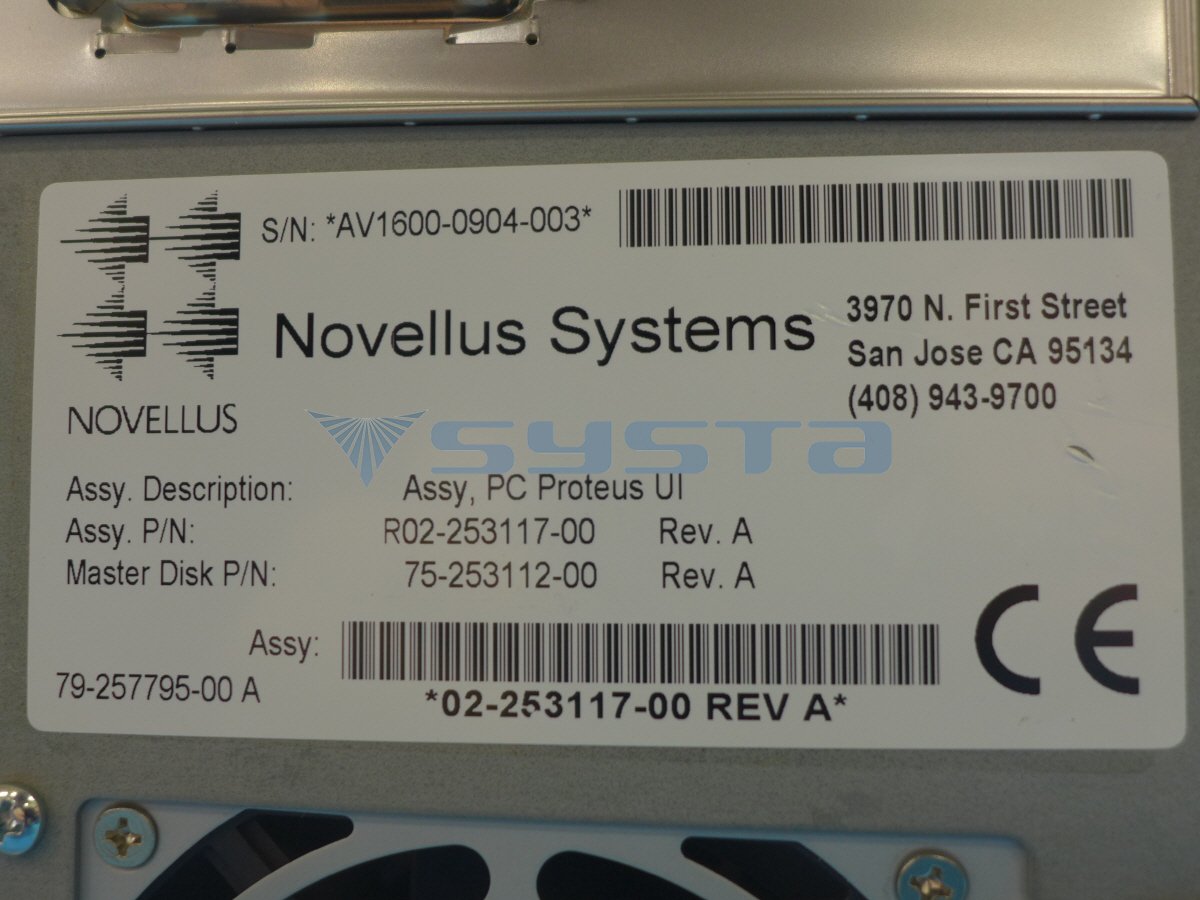 S/N: *AV1600-0904-003*
Novellus Systems
3970 N. First Street
San Jose CA 95134
(408) 943-9700
NOVELLUS
SYSTA
Assy. Description: Assy, PC Proteus UI
Assy. P/N: R02-253117-00 Rev. A
Master Disk P/N: 75-253112-00 Rev. A
Assy:
79-257795-00 A
*02-253117-00 REV A*
CE